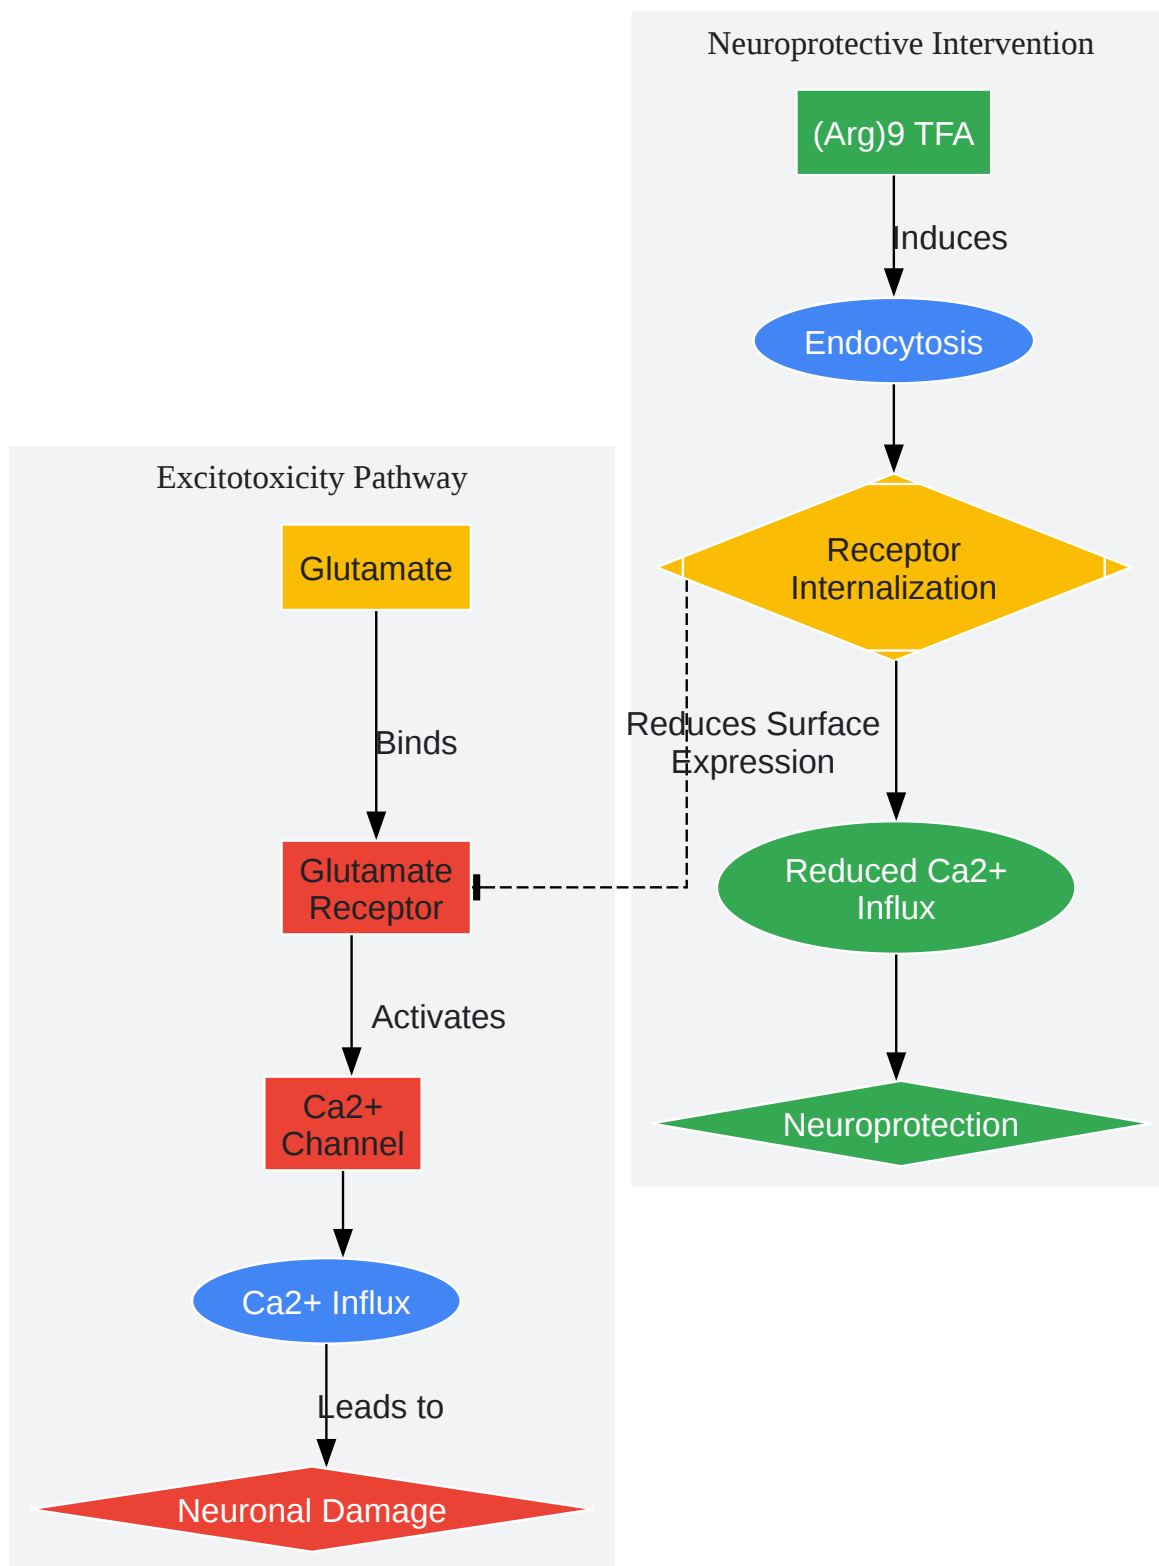 Neuroprotective Intervention
(Arg)9 TFA
Induces
Endocytosis
Receptor
Internalization
Reduces Surface
Expression
Reduced Ca2+
Influx
Neuroprotection
Excitotoxicity Pathway
Glutamate
Binds
Glutamate
Receptor
Activates
Ca2+
Channel
Ca2+ Influx
Leads to
Neuronal Damage